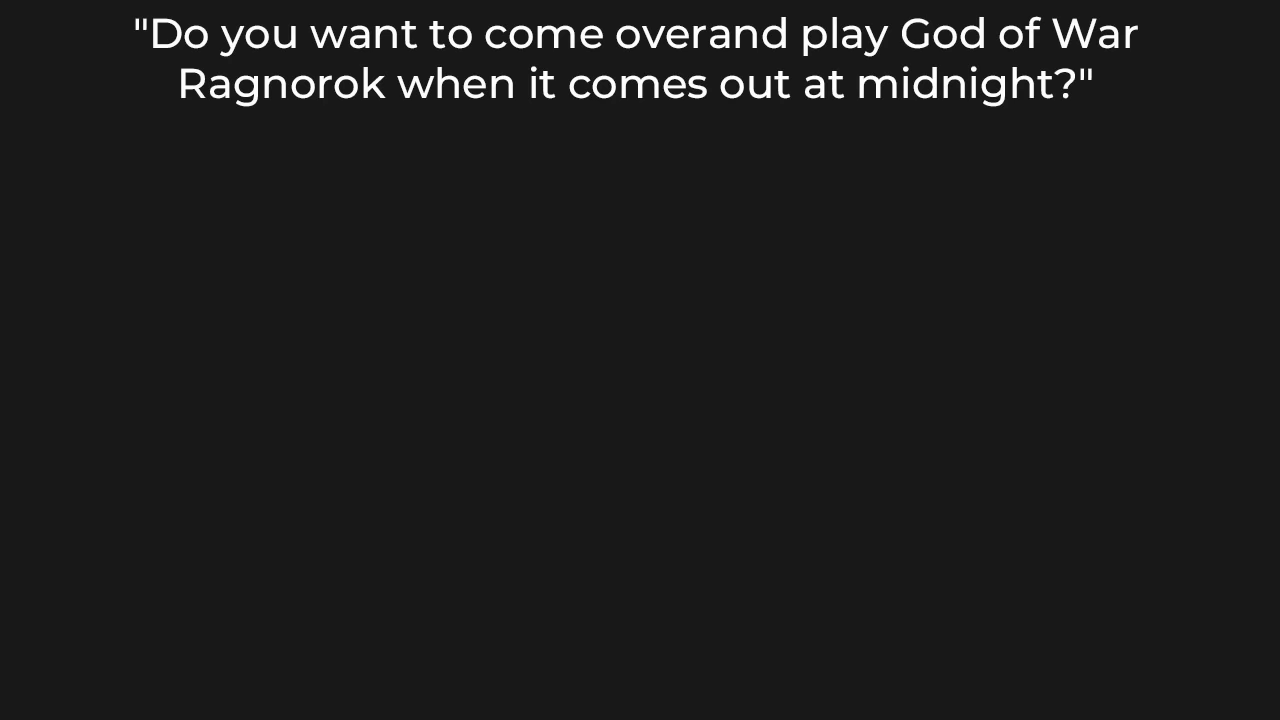 "Do you want to come overand play God of War
Ragnorok when it comes out at midnight?"